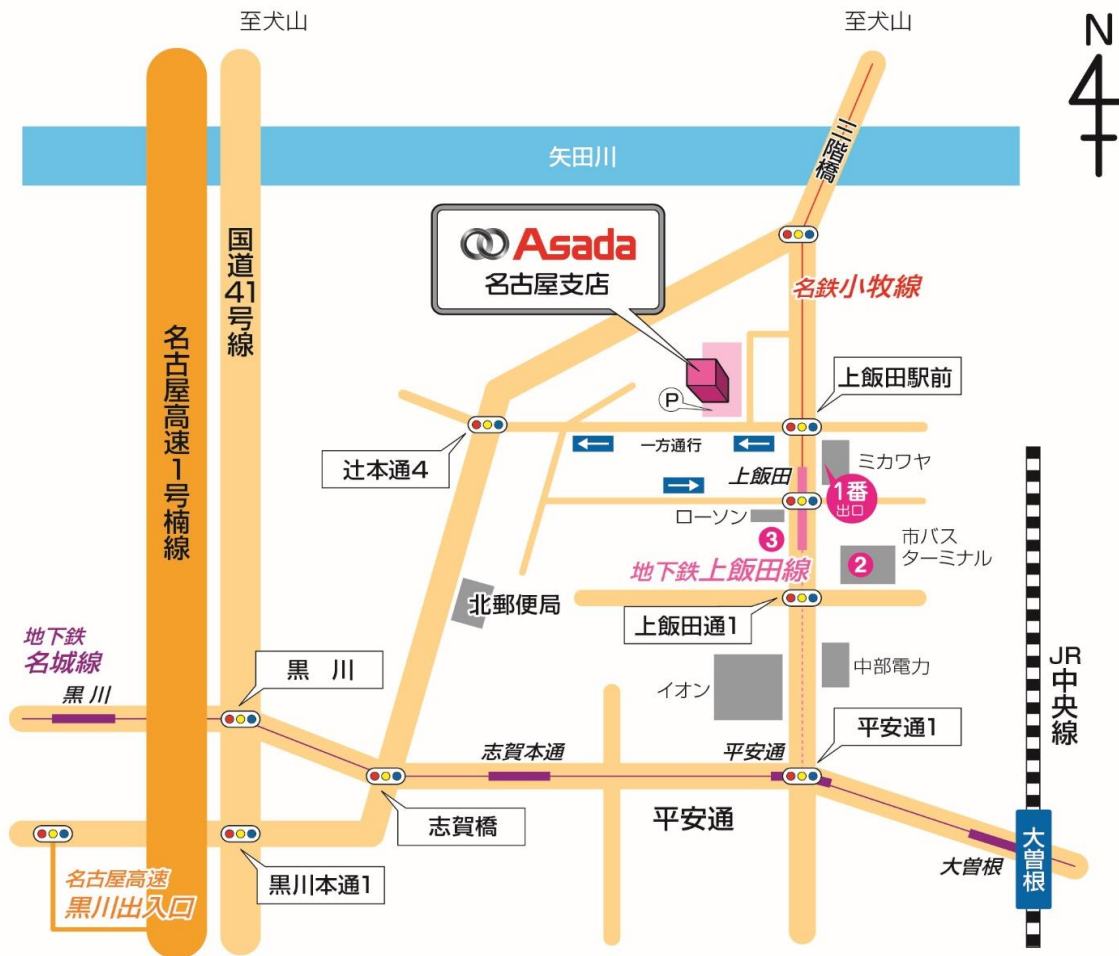 至犬山
至犬山
N
矢田川
三階橋
Asada
名古屋支店
国道41号線
名古屋高速1号楠線
名鉄小牧線
上飯田駅前
P
辻本通4
一方通行
上飯田
ミカワヤ
1番
出口
ローソン
3
市バス
ターミナル
2
地下鉄上飯田線
北郵便局
上飯田通1
地下鉄
名城線
黒川
黒川
イオン
中部電力
JR中央線
志賀本通
平安通
平安通1
志賀橋
平安通
黒川本通1
大曽根
大曽根
名古屋高速
黒川出入口